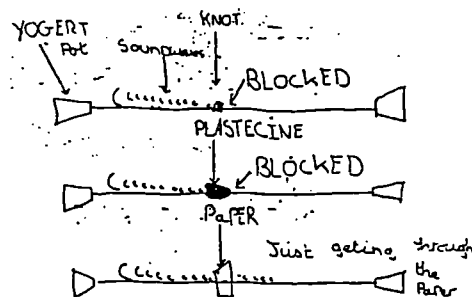 YOGERT
Pot
KNOT.
BLOCKED
PLASTECINE
BLOCKED
PAPER
Just geting through
the
Paper